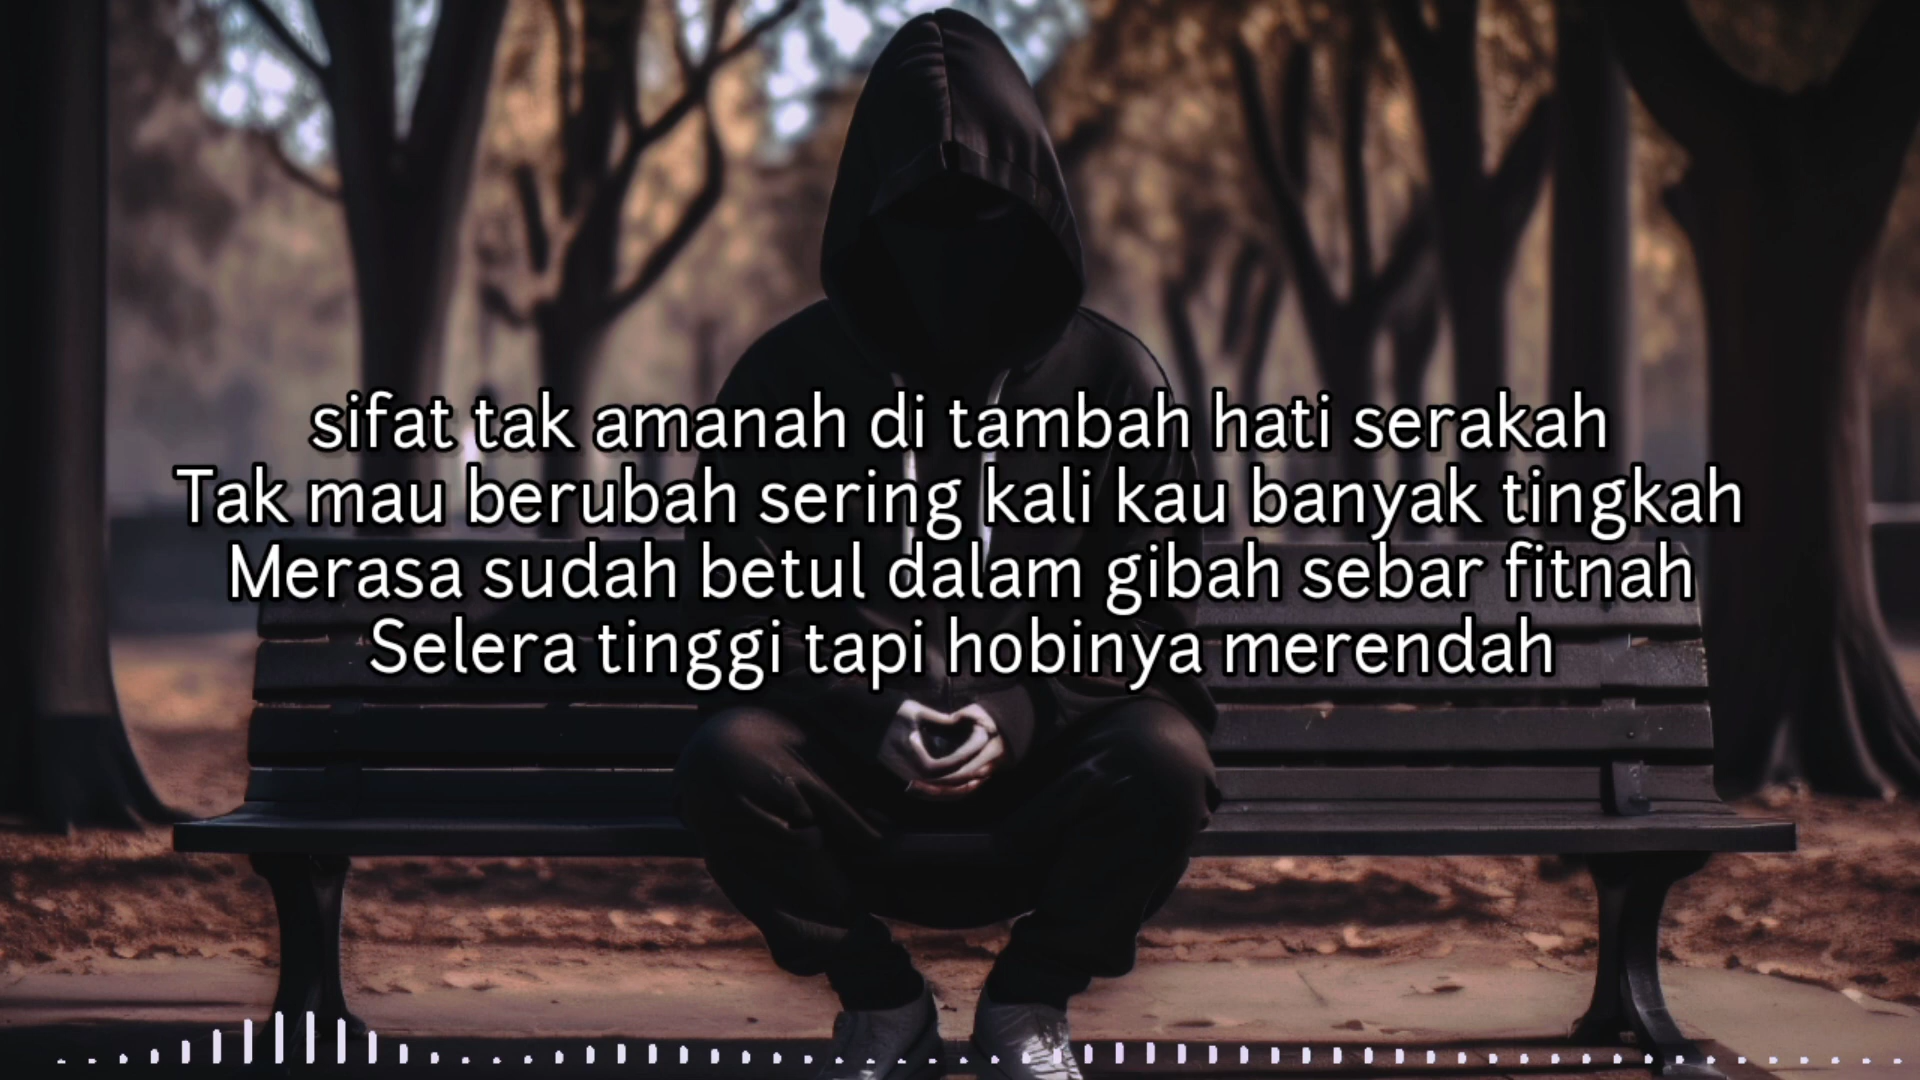 sifat tak amanah di tambah hati serakah
Tak mau berubah sering kali kau banyak tingkah
Merasa sudah betul dalam gibah sebar fitnah
Selera tinggi tapi hobinya merendah